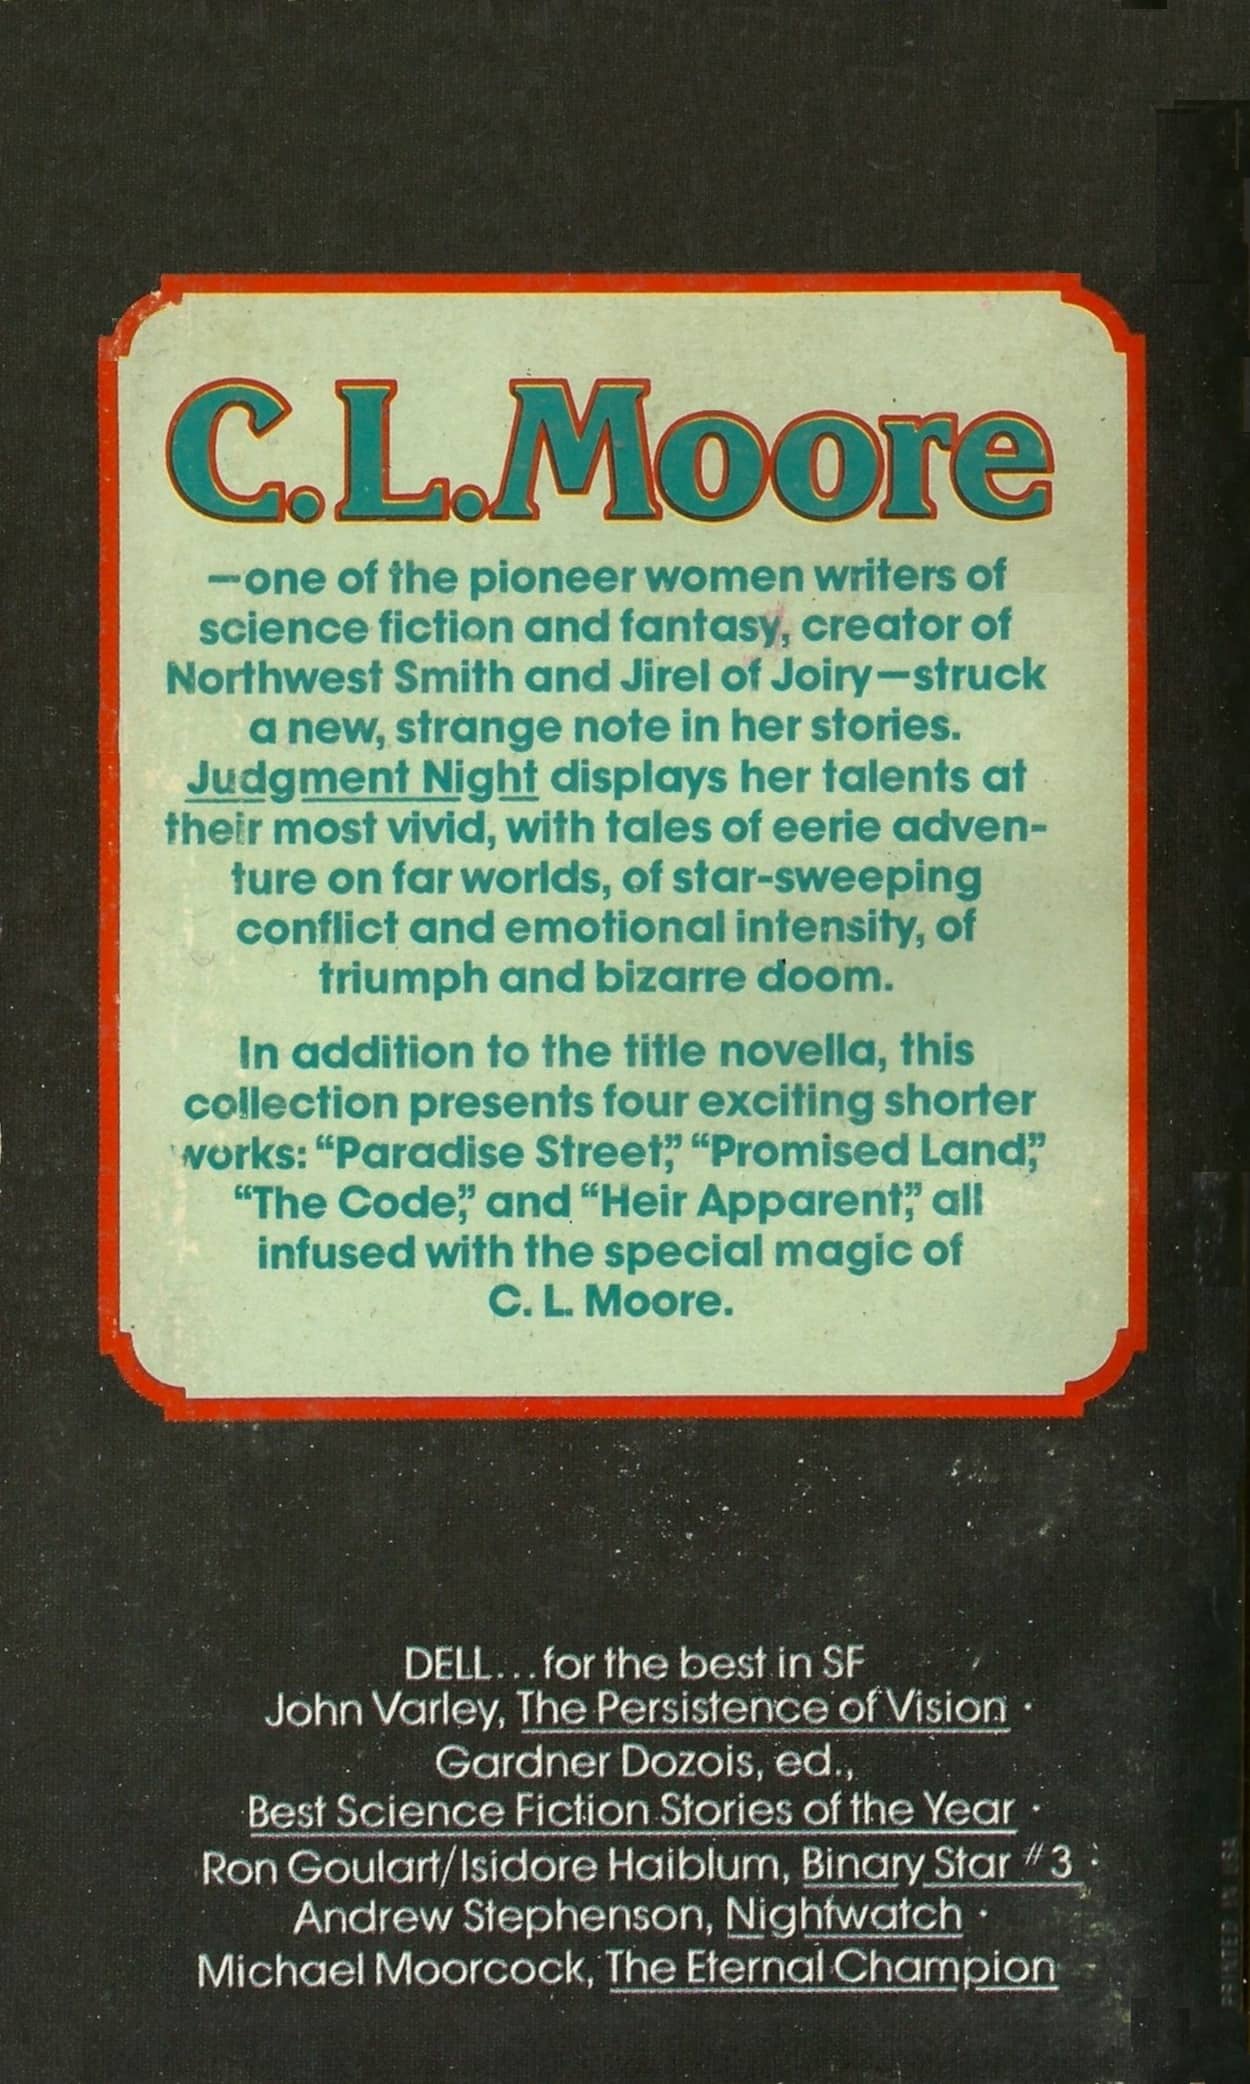 C.L.Moore
—one of the pioneer women writers of
science fiction and fantasy, creator of
Northwest Smith and Jirel of Joiry—struck
a new, strange note in her stories.
Judgment Night displays her talents at
their most vivid, with tales of eerie adven-
ture on far worlds, of star-sweeping
conflict and emotional intensity, of
triumph and bizarre doom.
In addition to the title novella, this
collection presents four exciting shorter
works: “Paradise Street,” “Promised Land,”
“The Code,” and “Heir Apparent,” all
infused with the special magic of
C. L. Moore.
DELL...for the best in SF
John Varley, The Persistence of Vision ·
Gardner Dozois, ed.,
Best Science Fiction Stories of the Year ·
Ron Goulart/Isidore Haiblum, Binary Star #3 ·
Andrew Stephenson, Nightwatch ·
Michael Moorcock, The Eternal Champion